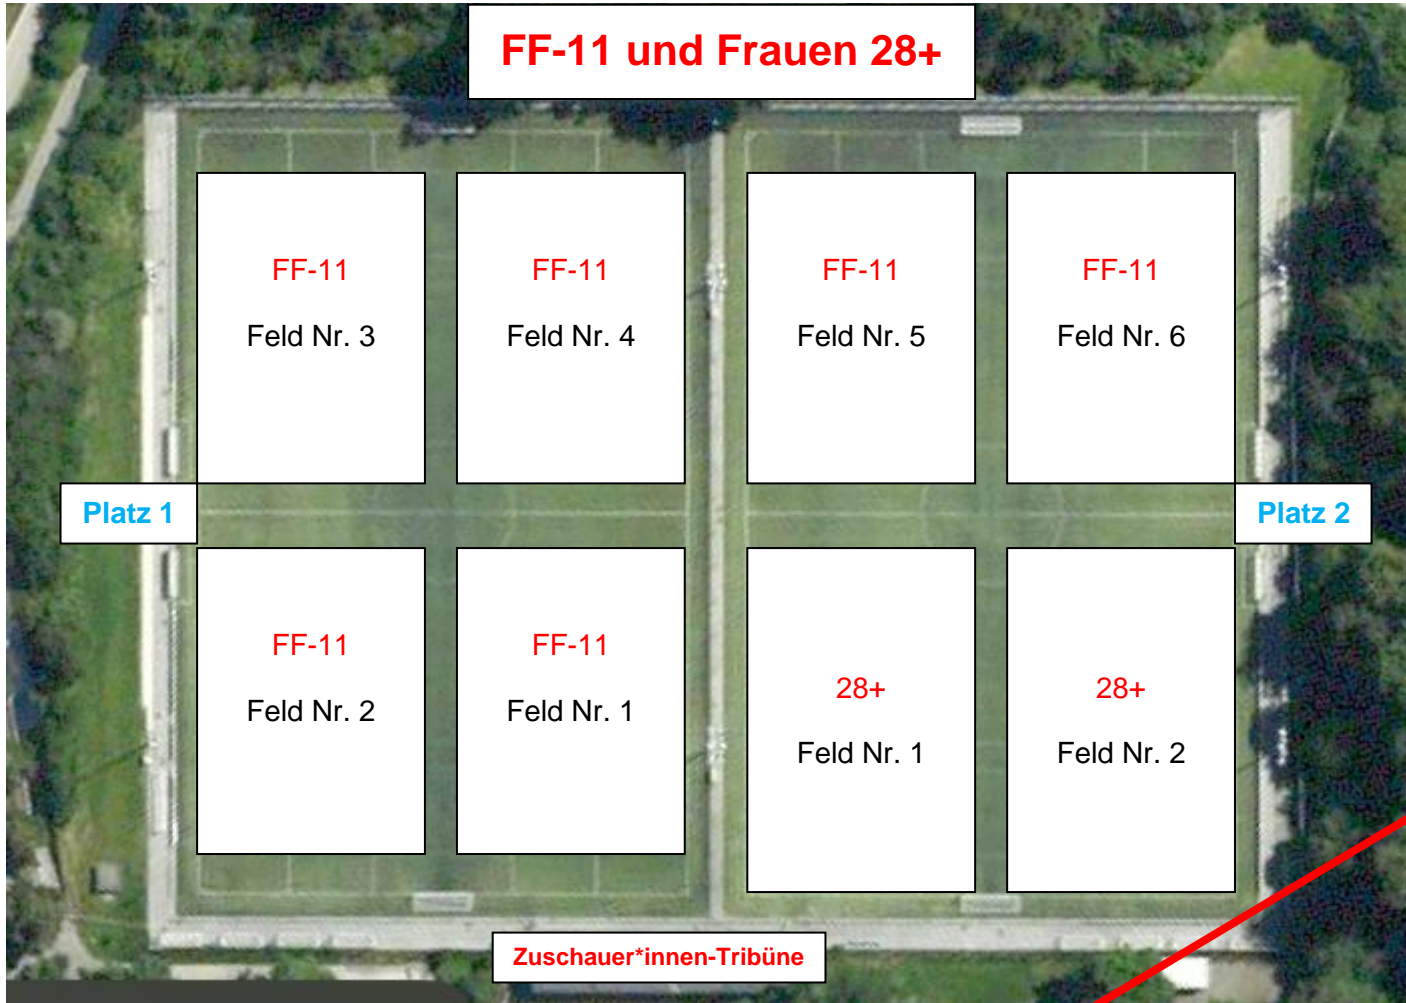 FF-11 und Frauen 28+
FF-11
Feld Nr. 3
FF-11
Feld Nr. 4
FF-11
Feld Nr. 5
FF-11
Feld Nr. 6
Platz 1
Platz 2
FF-11
Feld Nr. 2
FF-11
Feld Nr. 1
28+
Feld Nr. 1
28+
Feld Nr. 2
Zuschauer*innen-Tribüne